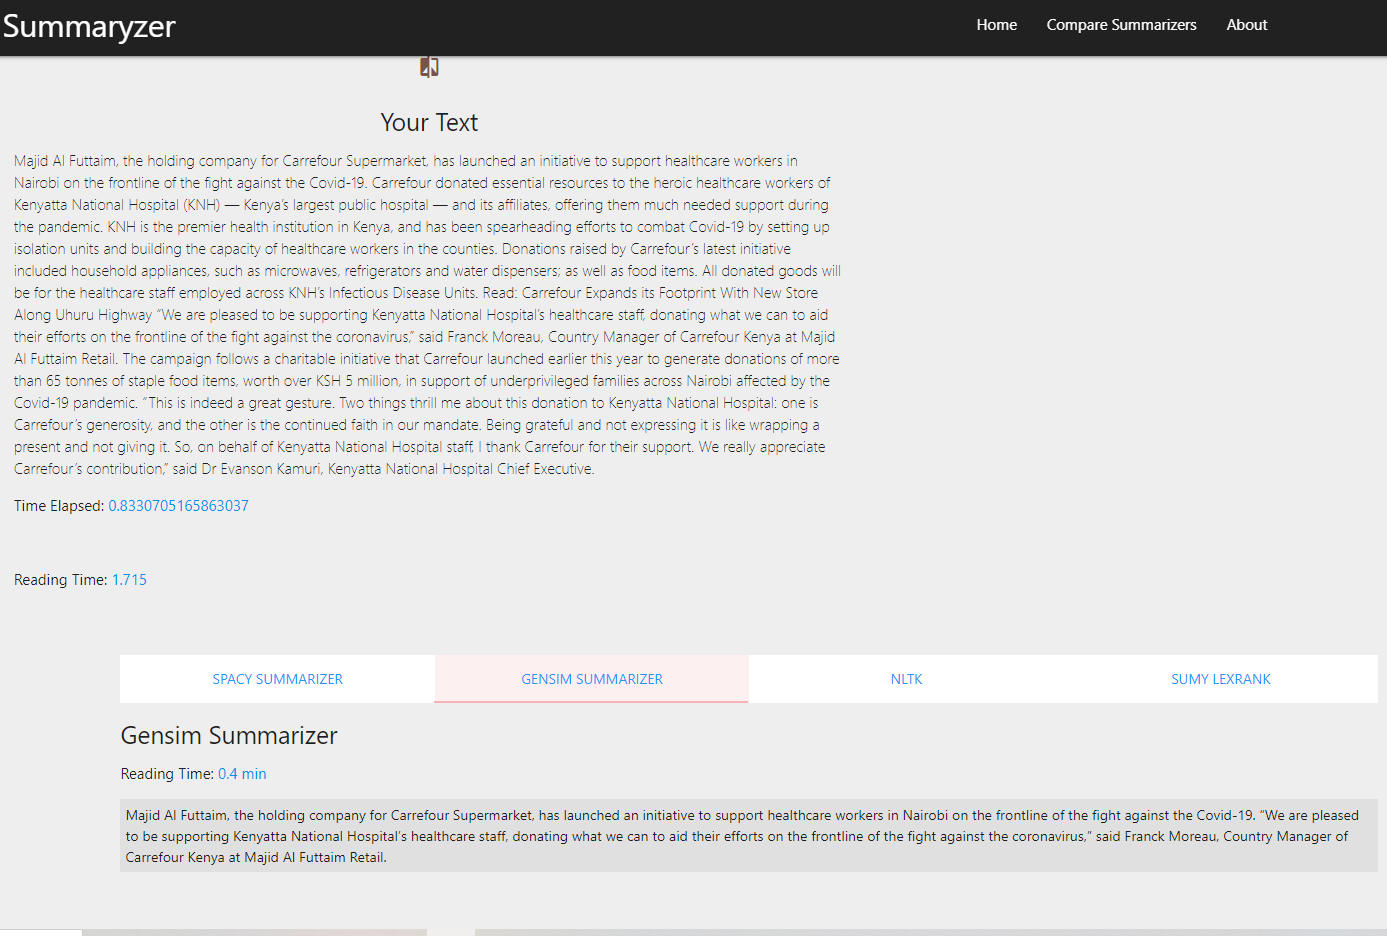 Summaryzer
Home Compare Summarizers About
Your Text
Majid Al Futtaim, the holding company for Carrefour Supermarket, has launched an initiative to support healthcare workers in
Nairobi on the frontline of the fight against the Covid-19. Carrefour donated essential resources to the heroic healthcare workers of
Kenyatta National Hospital (KNH) — Kenya’s largest public hospital — and its affiliates, offering them much needed support during
the pandemic. KNH is the premier health institution in Kenya, and has been spearheading efforts to combat Covid-19 by setting up
isolation units and building the capacity of healthcare workers in the counties. Donations raised by Carrefour’s latest initiative
included household appliances, such as microwaves, refrigerators and water dispensers; as well as food items. All donated goods will
be for the healthcare staff employed across KNH’s Infectious Disease Units. Read: Carrefour Expands its Footprint With New Store
Along Uhuru Highway “We are pleased to be supporting Kenyatta National Hospital’s healthcare staff, donating what we can to aid
their efforts on the frontline of the fight against the coronavirus,” said Franck Moreau, Country Manager of Carrefour Kenya at Majid
Al Futtaim Retail. The campaign follows a charitable initiative that Carrefour launched earlier this year to generate donations of more
than 65 tonnes of staple food items, worth over KSH 5 million, in support of underprivileged families across Nairobi affected by the
Covid-19 pandemic. “This is indeed a great gesture. Two things thrill me about this donation to Kenyatta National Hospital: one is
Carrefour’s generosity, and the other is the continued faith in our mandate. Being grateful and not expressing it is like wrapping a
present and not giving it. So, on behalf of Kenyatta National Hospital staff, I thank Carrefour for their support. We really appreciate
Carrefour’s contribution,” said Dr Evanson Kamuri, Kenyatta National Hospital Chief Executive.
Time Elapsed: 0.8330705165863037
Reading Time: 1.715
SPACY SUMMARIZER GENSIM SUMMARIZER NLTK SUMY LEXRANK
Gensim Summarizer
Reading Time: 0.4 min
Majid Al Futtaim, the holding company for Carrefour Supermarket, has launched an initiative to support healthcare workers in Nairobi on the frontline of the fight against the Covid-19. “We are pleased
to be supporting Kenyatta National Hospital’s healthcare staff, donating what we can to aid their efforts on the frontline of the fight against the coronavirus,” said Franck Moreau, Country Manager of
Carrefour Kenya at Majid Al Futtaim Retail.